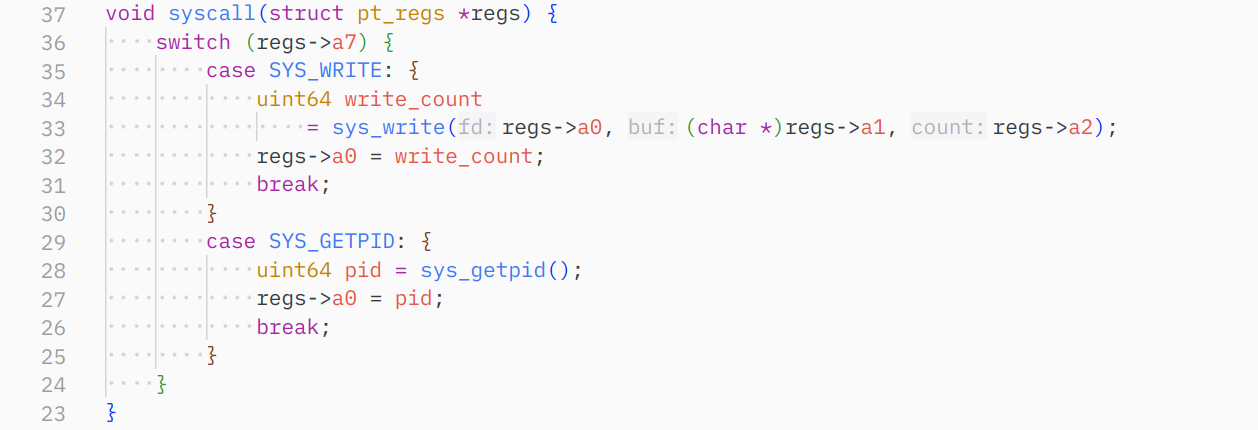 37 void syscall(struct pt_regs *regs) {
36     switch (regs->a7) {
35         case SYS_WRITE: {
34             uint64 write_count
33                 = sys_write(fd: regs->a0, buf: (char *)regs->a1, count: regs->a2);
32             regs->a0 = write_count;
31             break;
30         }
29         case SYS_GETPID: {
28             uint64 pid = sys_getpid();
27             regs->a0 = pid;
26             break;
25         }
24     }
23 }